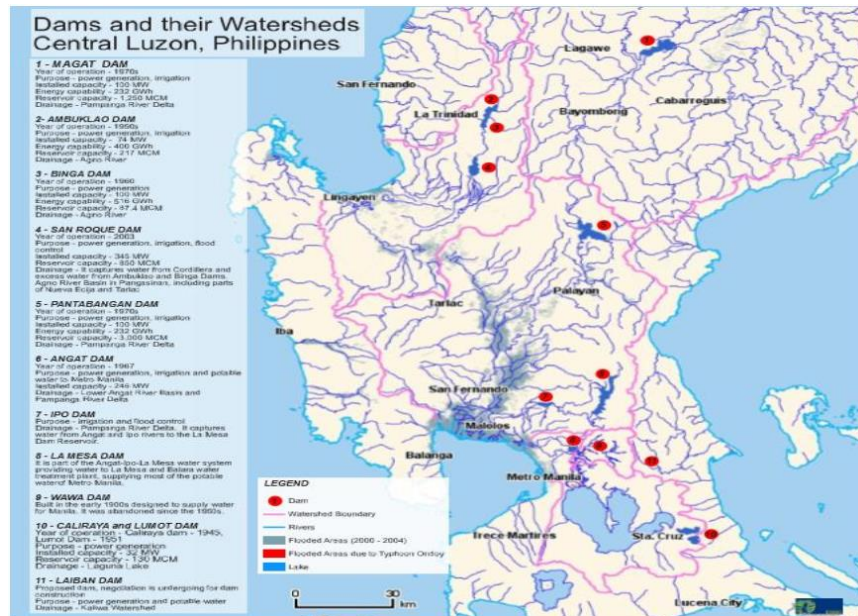 Dams and their Watersheds
Central Luzon, Philippines
1 - MAGAT DAM
Year of operation - 1970s
Purpose - power generation, irrigation
Installed capacity - 100 MW
Energy capability - 232 GWh
Reservoir capacity - 1,250 MCM
Drainage - Pampanga River Delta
2- AMBUKLAO DAM
Year of operation - 1950s
Purpose - power generation, irrigation
Installed capacity - 74 MW
Energy capability - 400 GWh
Reservoir capacity - 217 MCM
Drainage - Agno River
3 - BINGA DAM
Year of operation - 1960
Purpose - power generation
Installed capacity - 100 MW
Energy capability - 516 GWh
Reservoir capacity - 87.4 MCM
Drainage - Agno River
4 - SAN ROQUE DAM
Year of operation - 2003
Purpose - power generation, irrigation, flood
control
Installed capacity - 345 MW
Reservoir capacity - 850 MCM
Drainage - It captures water from Cordillera and
excess water from Ambuklao and Binga Dams.
Agno River Basin in Pangasinan, including parts
of Nueva Ecija and Tarlac
5 - PANTABANGAN DAM
Year of operation - 1970s
Purpose - power generation, irrigation
Installed capacity - 100 MW
Energy capability - 232 GWh
Reservoir capacity - 3,000 MCM
Drainage - Pampanga River Delta
6 - ANGAT DAM
Year of operation - 1967
Purpose - power generation, irrigation and potable
water to Metro Manila
Installed capacity - 246 MW
Drainage - Lower Angat River Basin and
Pampanga River Delta
7 - IPO DAM
Purpose - irrigation and flood control
Drainage - Pampanga River Delta. It captures
water from Angat and Ipo rivers to the La Mesa
Dam Reservoir.
8 - LA MESA DAM
It is part of the Angat-Ipo-La Mesa water system
providing water to La Mesa and Balara water
treatment plant, supplying most of the potable
waterof Metro Manila.
9 - WAWA DAM
Built in the early 1900s designed to supply water
for Manila. It was abandoned since the 1960s.
10 - CALIRAYA and LUMOT DAM
Year of operation - Caliraya dam - 1945,
Lumot Dam - 1951
Purpose - power generation
Installed capacity - 32 MW
Reservoir capacity - 130 MCM
Drainage - Laguna Lake
11 - LAIBAN DAM
Proposed dam, negotiation is undergoing for dam
construction
Purpose - power generation and potable water
Drainage - Kaliwa Watershed
Lagawe
San Fernando
La Trinidad
Cabarroguis
Bayombong
Lingayen
Palayan
Tarlac
Iba
San Fernando
Malolos
Balanga
Metro Manila
Trece Martires
Sta. Cruz
Lucena City
LEGEND
Dam
Watershed Boundary
Rivers
Flooded Areas (2000 - 2004)
Flooded Areas due to Typhoon Ondoy
Lake
0 30
km